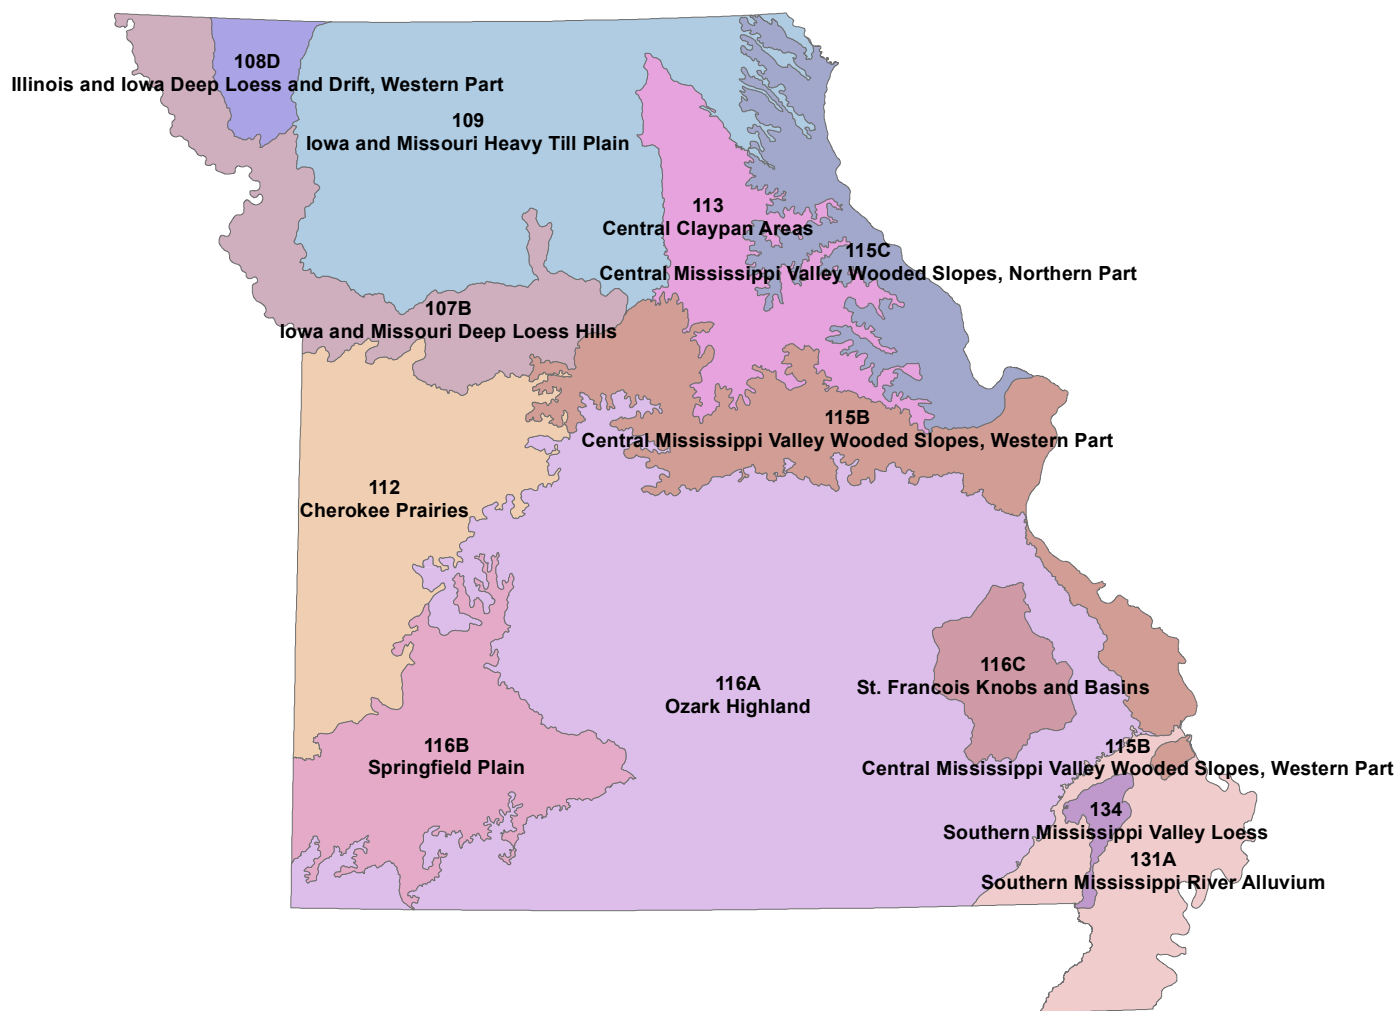 108D
Illinois and Iowa Deep Loess and Drift, Western Part
109
Iowa and Missouri Heavy Till Plain
113
Central Claypan Areas
115C
Central Mississippi Valley Wooded Slopes, Northern Part
107B
Iowa and Missouri Deep Loess Hills
115B
Central Mississippi Valley Wooded Slopes, Western Part
112
Cherokee Prairies
116C
St. Francois Knobs and Basins
116A
Ozark Highland
116B
Springfield Plain
115B
Central Mississippi Valley Wooded Slopes, Western Part
134
Southern Mississippi Valley Loess
131A
Southern Mississippi River Alluvium